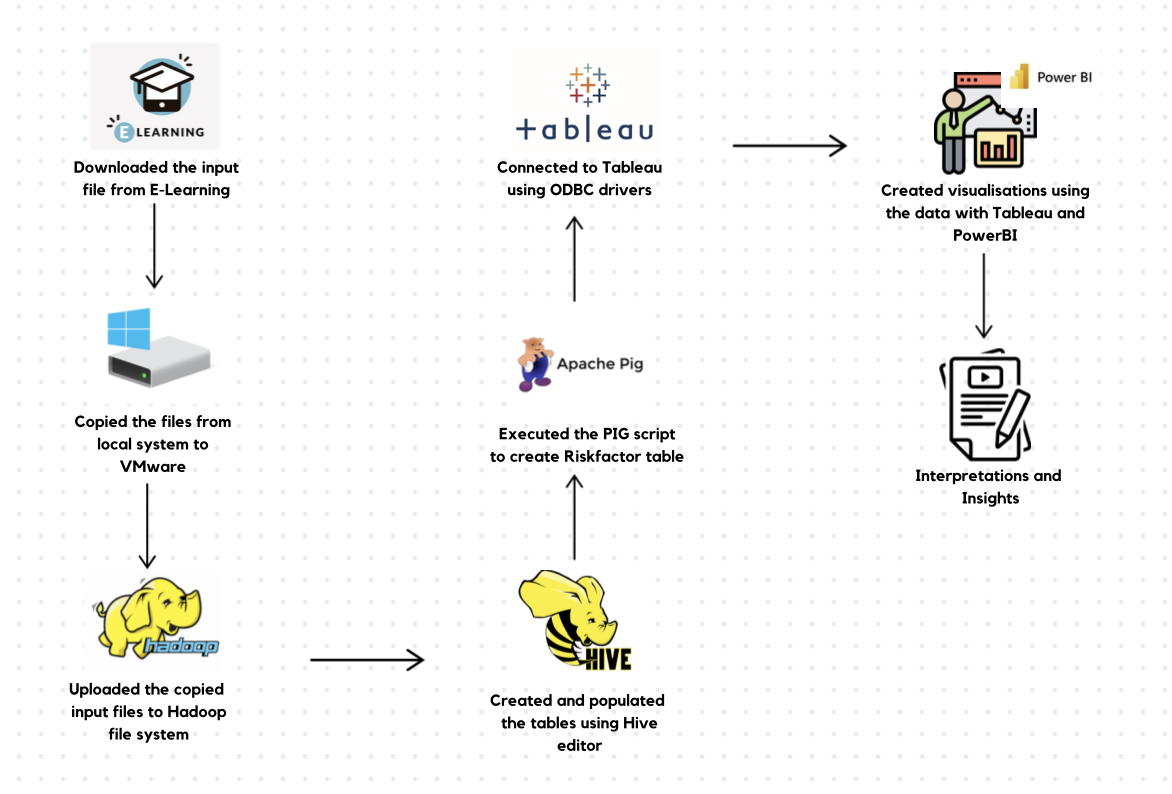 E LEARNING
Downloaded the input
file from E-Learning
Copied the files from
local system to
VMware
hadoop
Uploaded the copied
input files to Hadoop
file system
HIVE
Created and populated
the tables using Hive
editor
Apache Pig
Executed the PIG script
to create Riskfactor table
+ableau
Connected to Tableau
using ODBC drivers
Power BI
Created visualisations using
the data with Tableau and
PowerBI
Interpretations and
Insights